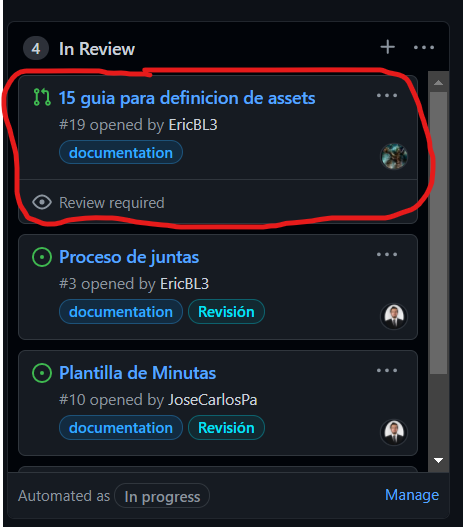 4 In Review
15 guia para definicion de assets
#19 opened by EricBL3
documentation
Review required
Proceso de juntas
#3 opened by EricBL3
documentation Revisión
Plantilla de Minutas
#10 opened by JoseCarlosPa
documentation Revisión
Automated as In progress Manage